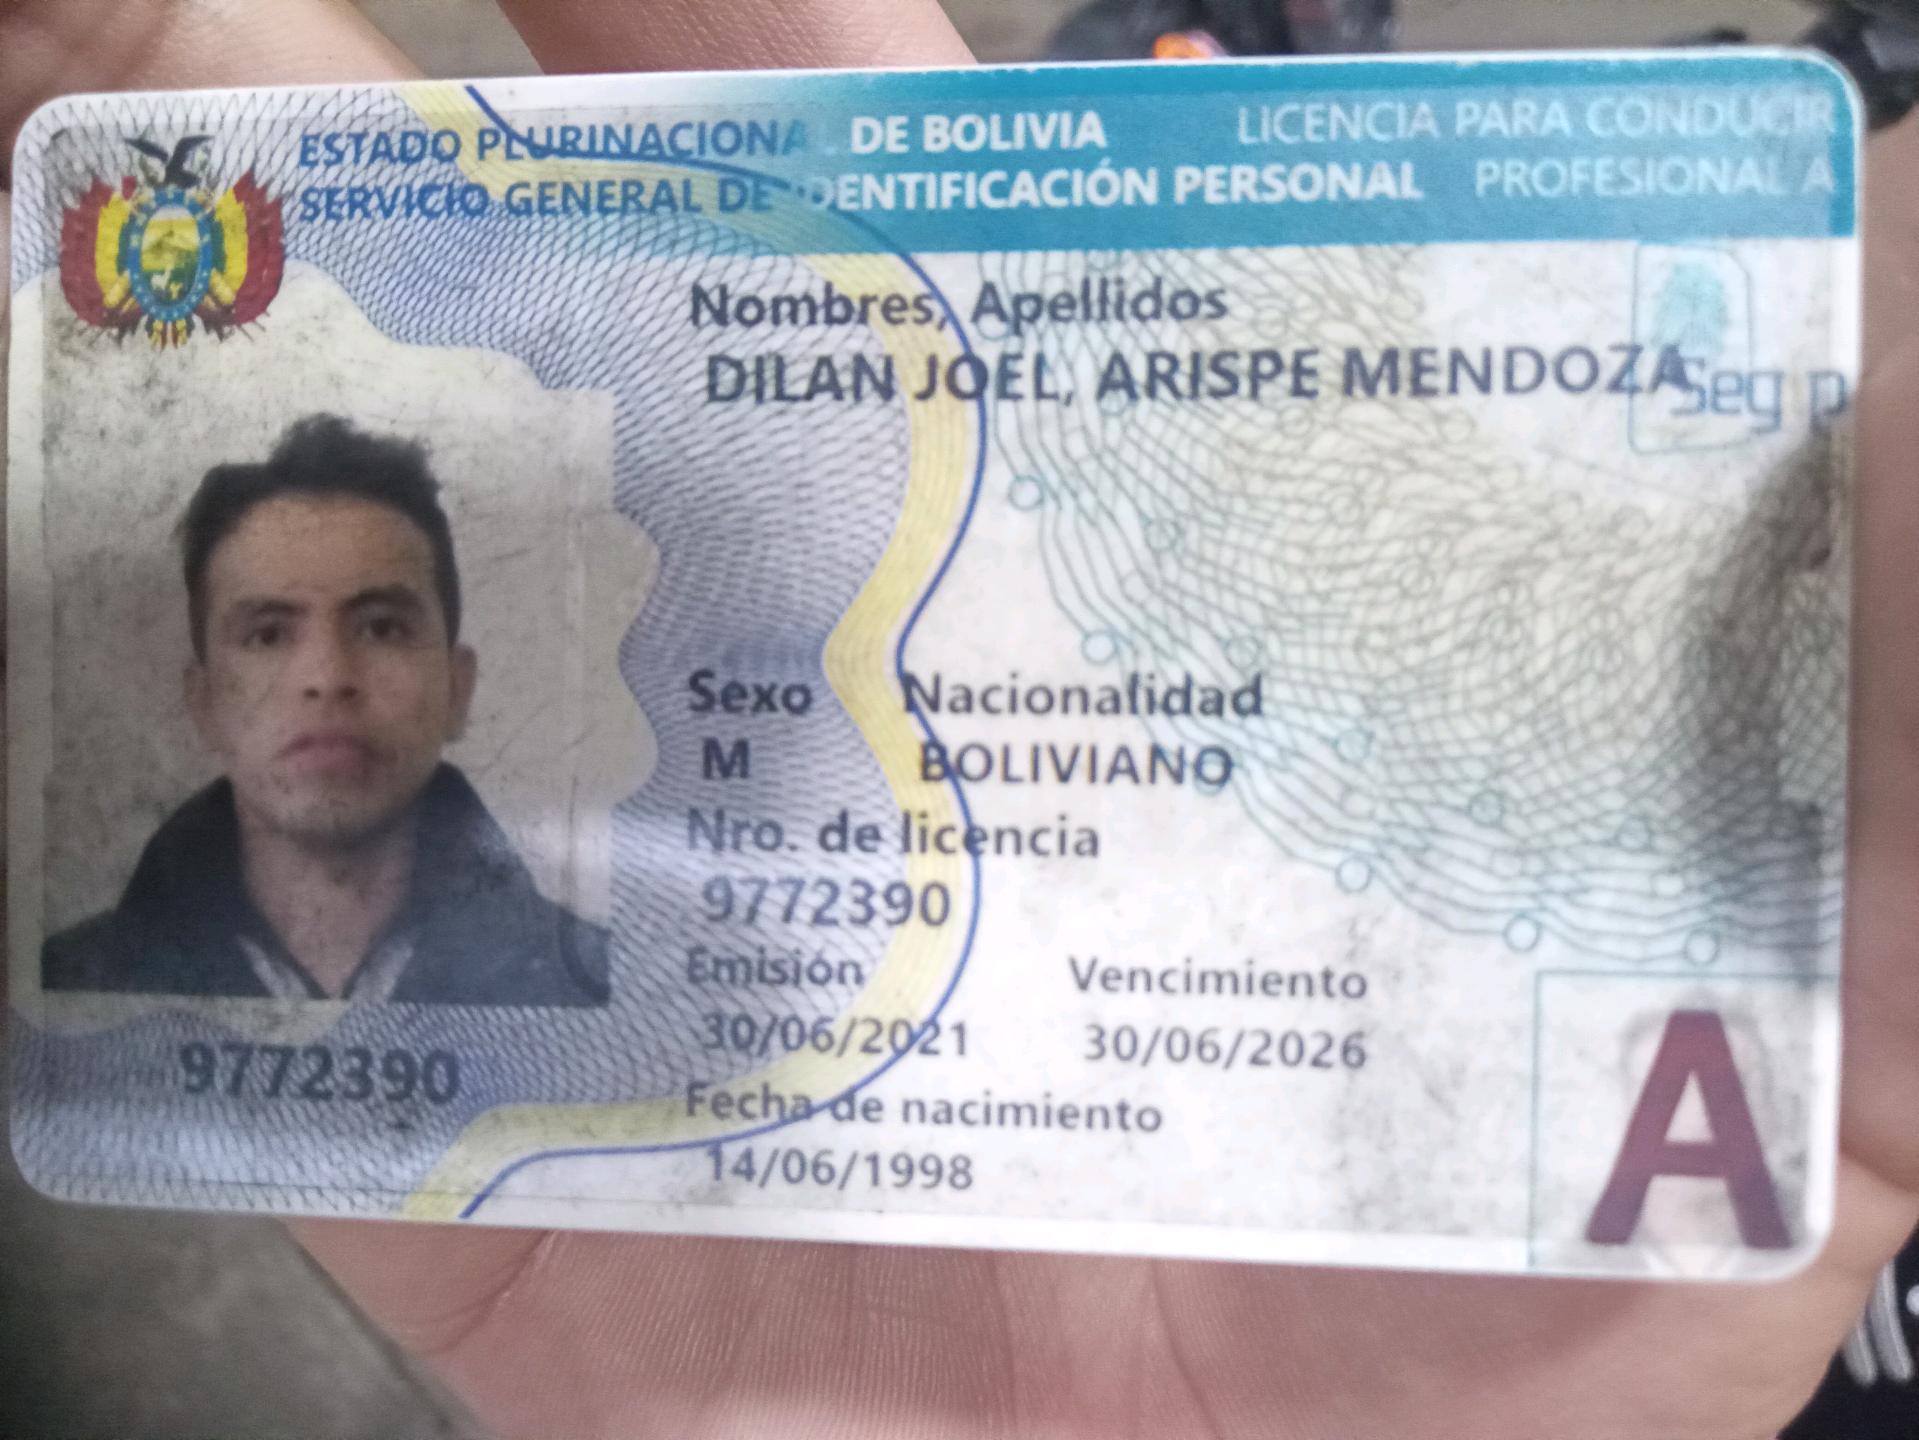 ESTADO PLURINACIONAL DE BOLIVIA
SERVICIO GENERAL DE IDENTIFICACIÓN PERSONAL
LICENCIA PARA CONDUCIR
PROFESIONAL A
Nombres, Apellidos
DILAN JOEL, ARISPE MENDOZA
Segip
Sexo Nacionalidad
M BOLIVIANO
Nro. de licencia
9772390
Emisión Vencimiento
30/06/2021 30/06/2026
Fecha de nacimiento
14/06/1998
9772390
A